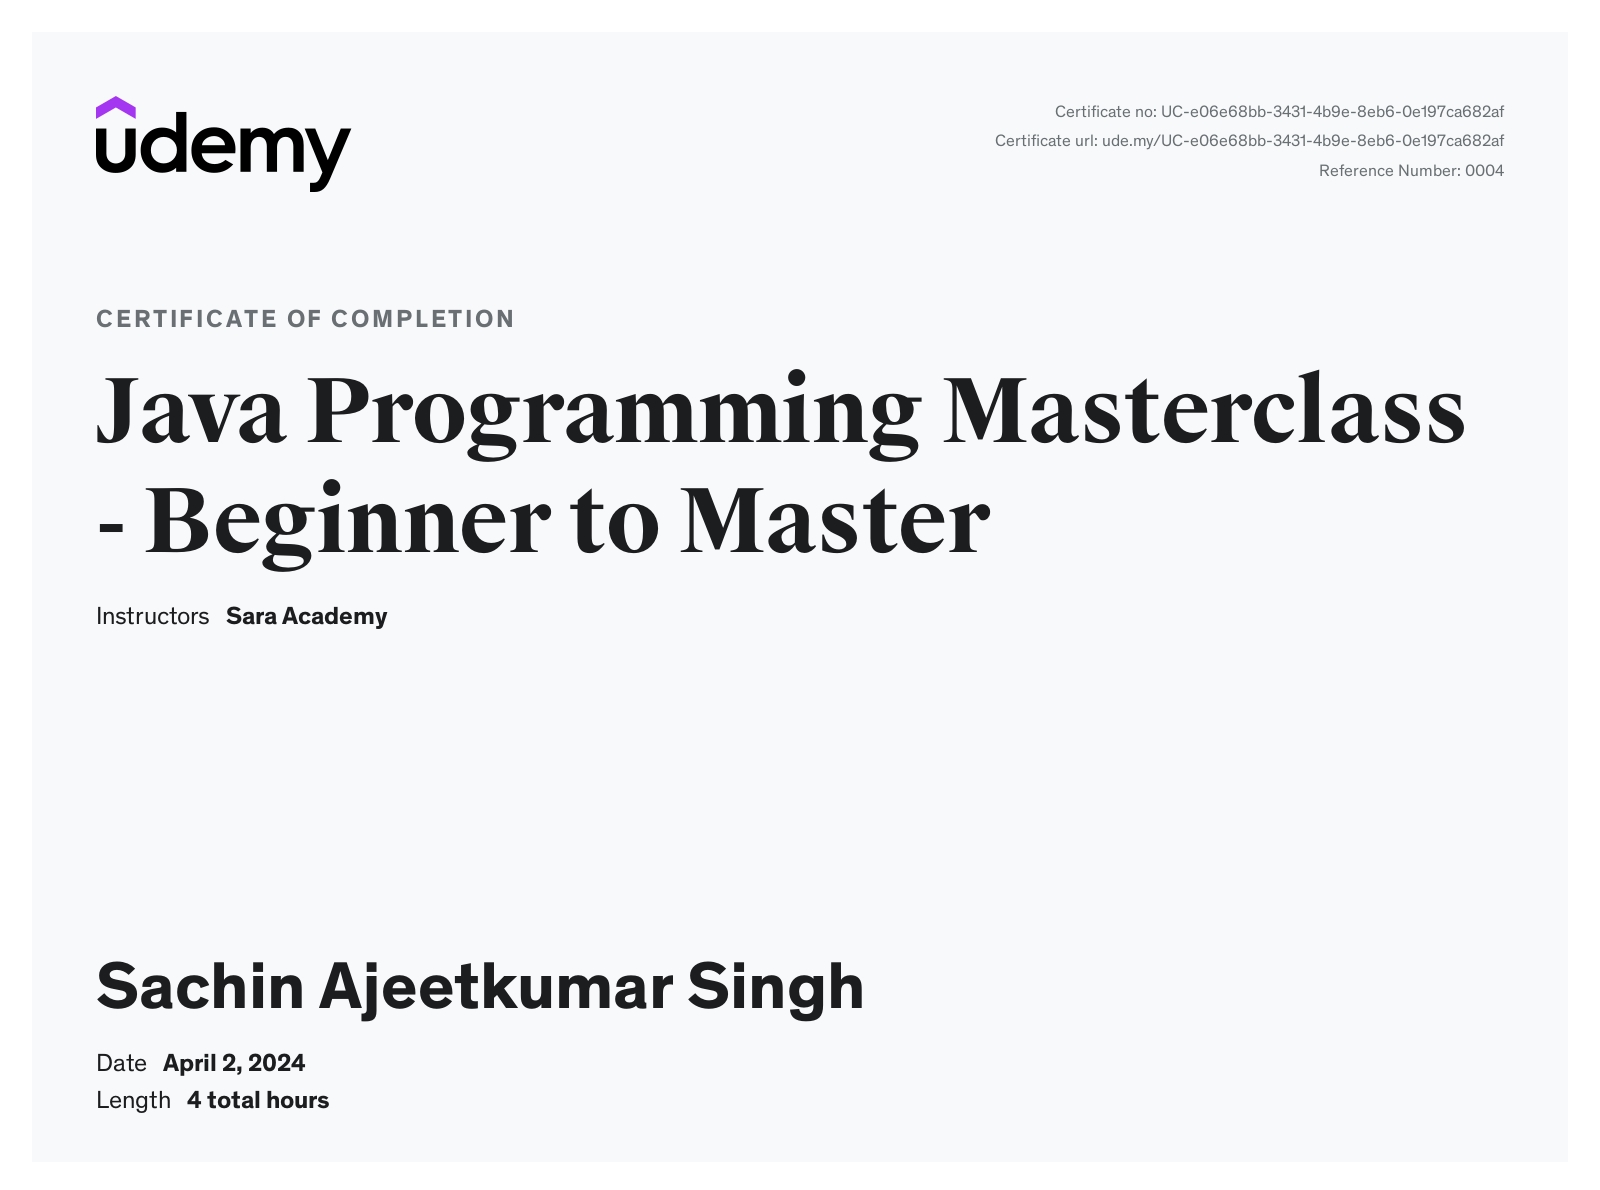 udemy
Certificate no: UC-e06e68bb-3431-4b9e-8eb6-0e197ca682af
Certificate url: ude.my/UC-e06e68bb-3431-4b9e-8eb6-0e197ca682af
Reference Number: 0004
CERTIFICATE OF COMPLETION
Java Programming Masterclass
- Beginner to Master
Instructors Sara Academy
Sachin Ajeetkumar Singh
Date April 2, 2024
Length 4 total hours